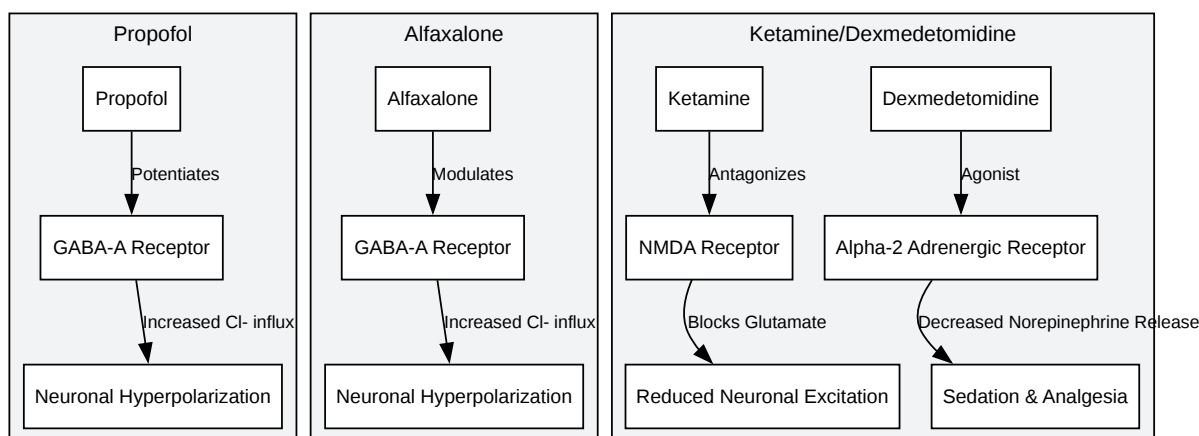 Propofol
Propofol
Potentiates
GABA-A Receptor
Increased Cl- influx
Neuronal Hyperpolarization
Alfaxalone
Alfaxalone
Modulates
GABA-A Receptor
Increased Cl- influx
Neuronal Hyperpolarization
Ketamine/Dexmedetomidine
Ketamine
Antagonizes
NMDA Receptor
Blocks Glutamate
Reduced Neuronal Excitation
Dexmedetomidine
Agonist
Alpha-2 Adrenergic Receptor
Decreased Norepinephrine Release
Sedation & Analgesia